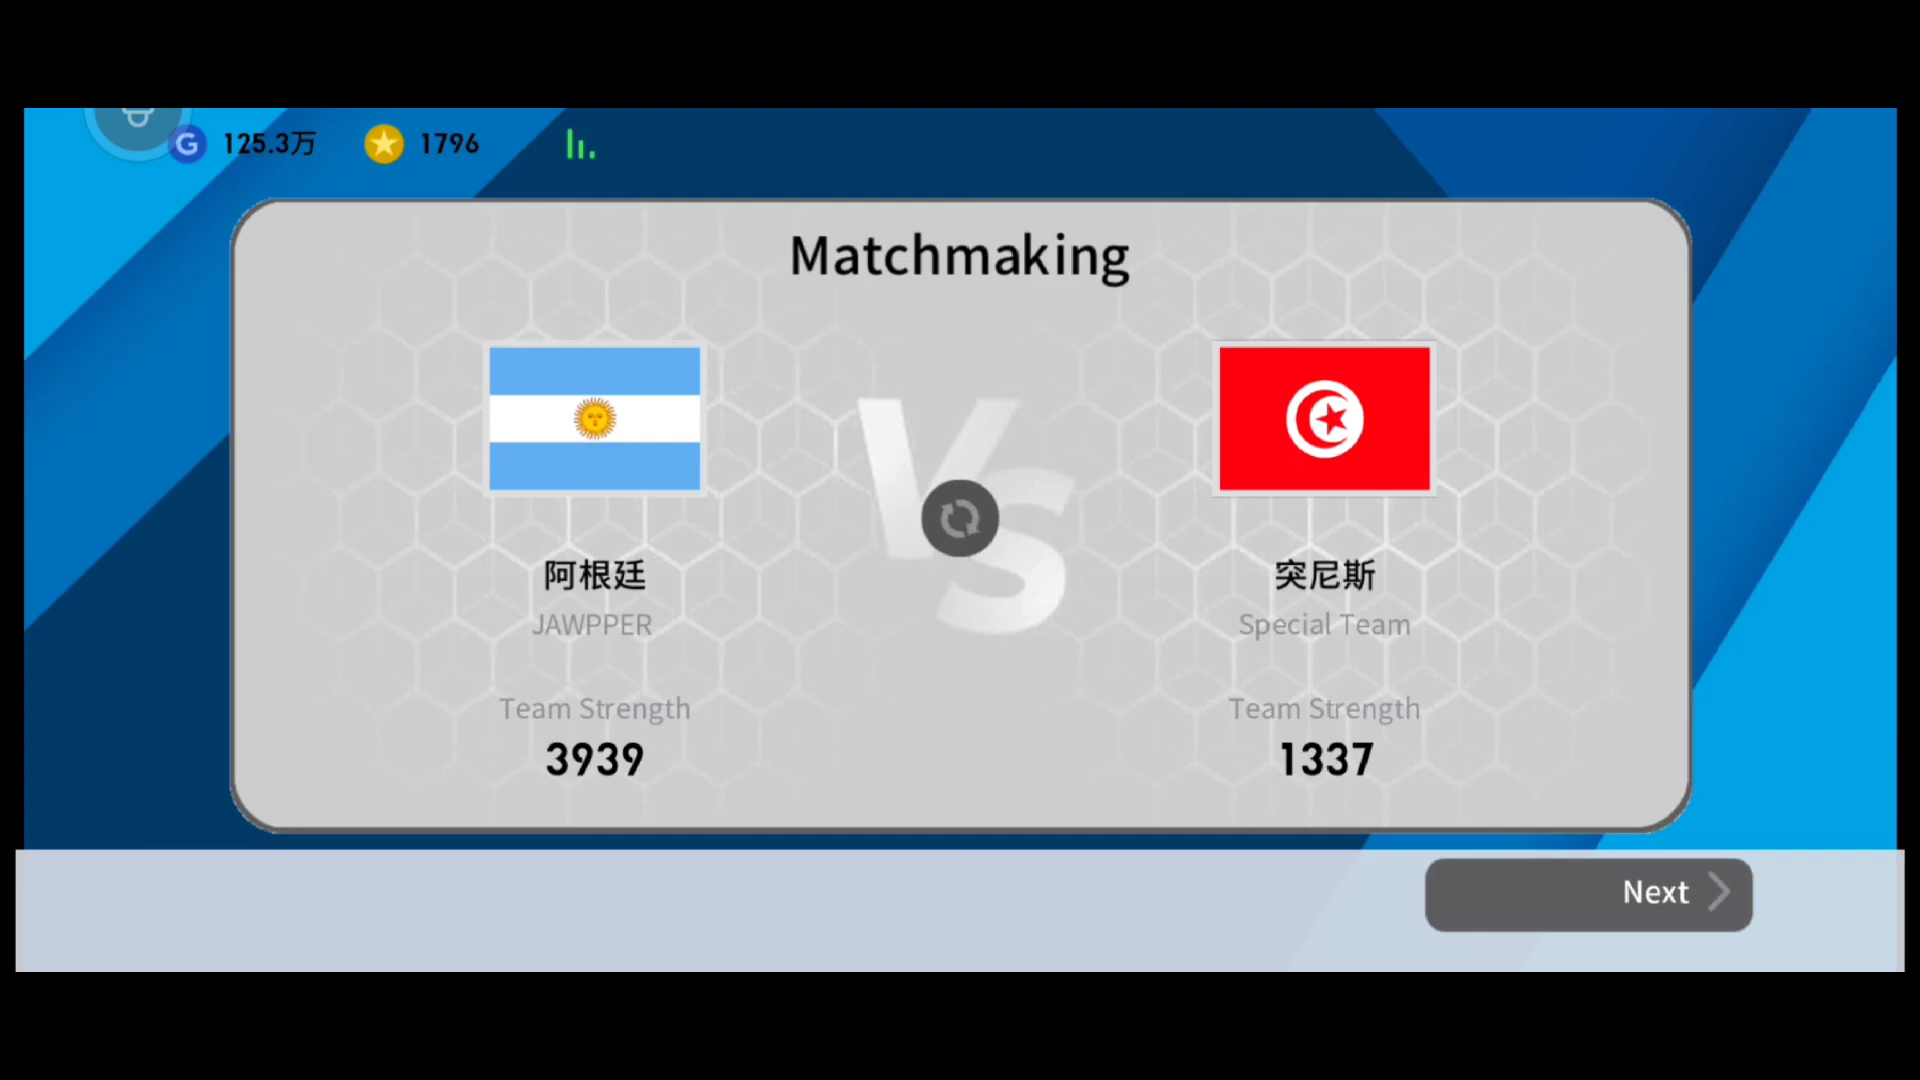 G 125.3万 1796
Matchmaking
VS
阿根廷
突尼斯
JAWPPER
Special Team
Team Strength
Team Strength
3939
1337
Next